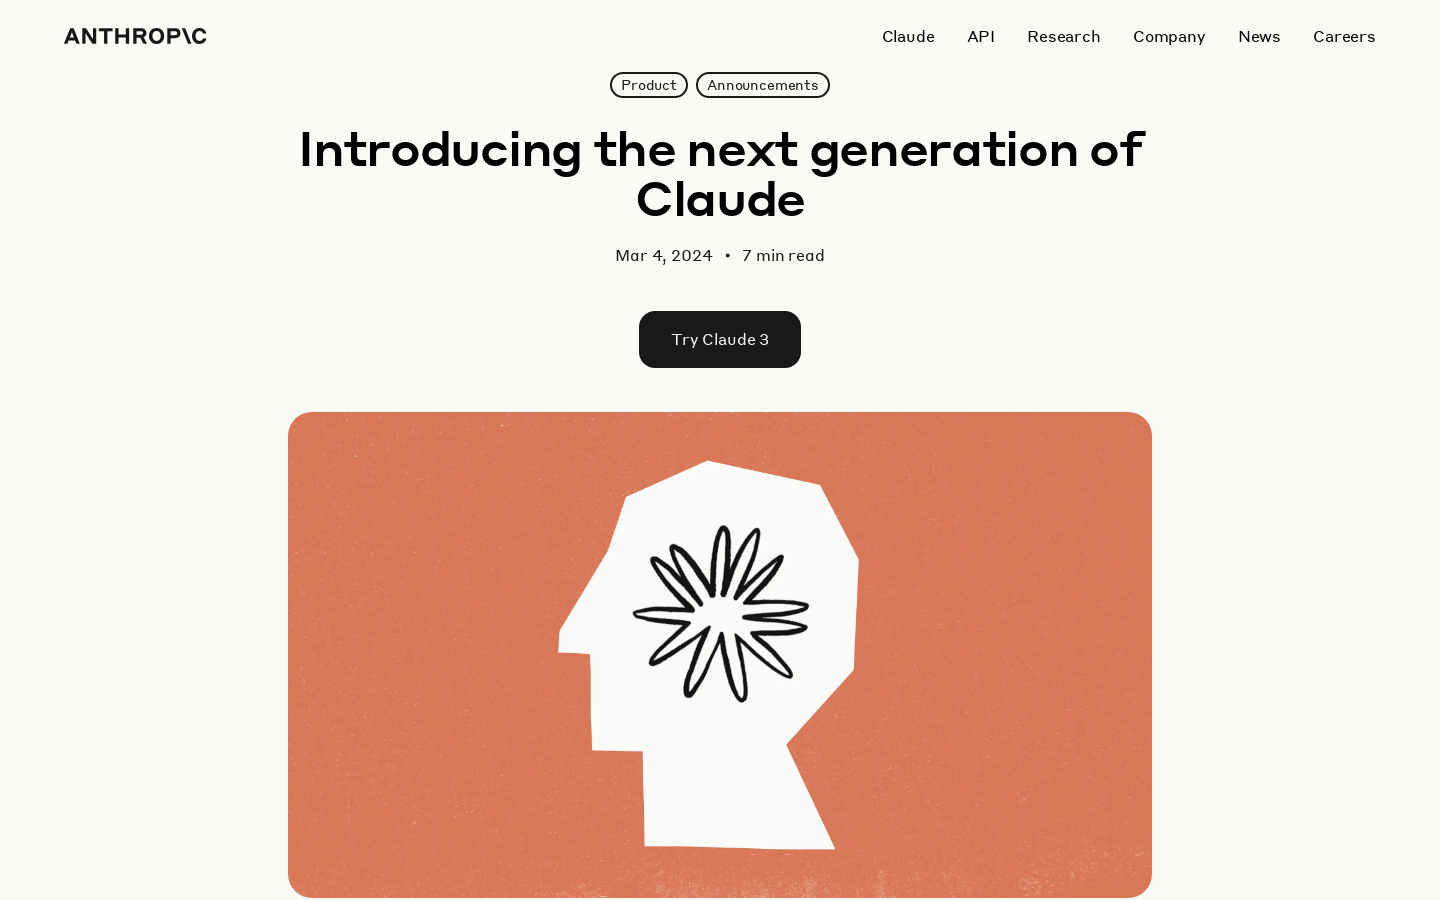 ANTHROP\C
Claude API Research Company News Careers
Product Announcements
Introducing the next generation of
Claude
Mar 4, 2024 • 7 min read
Try Claude 3